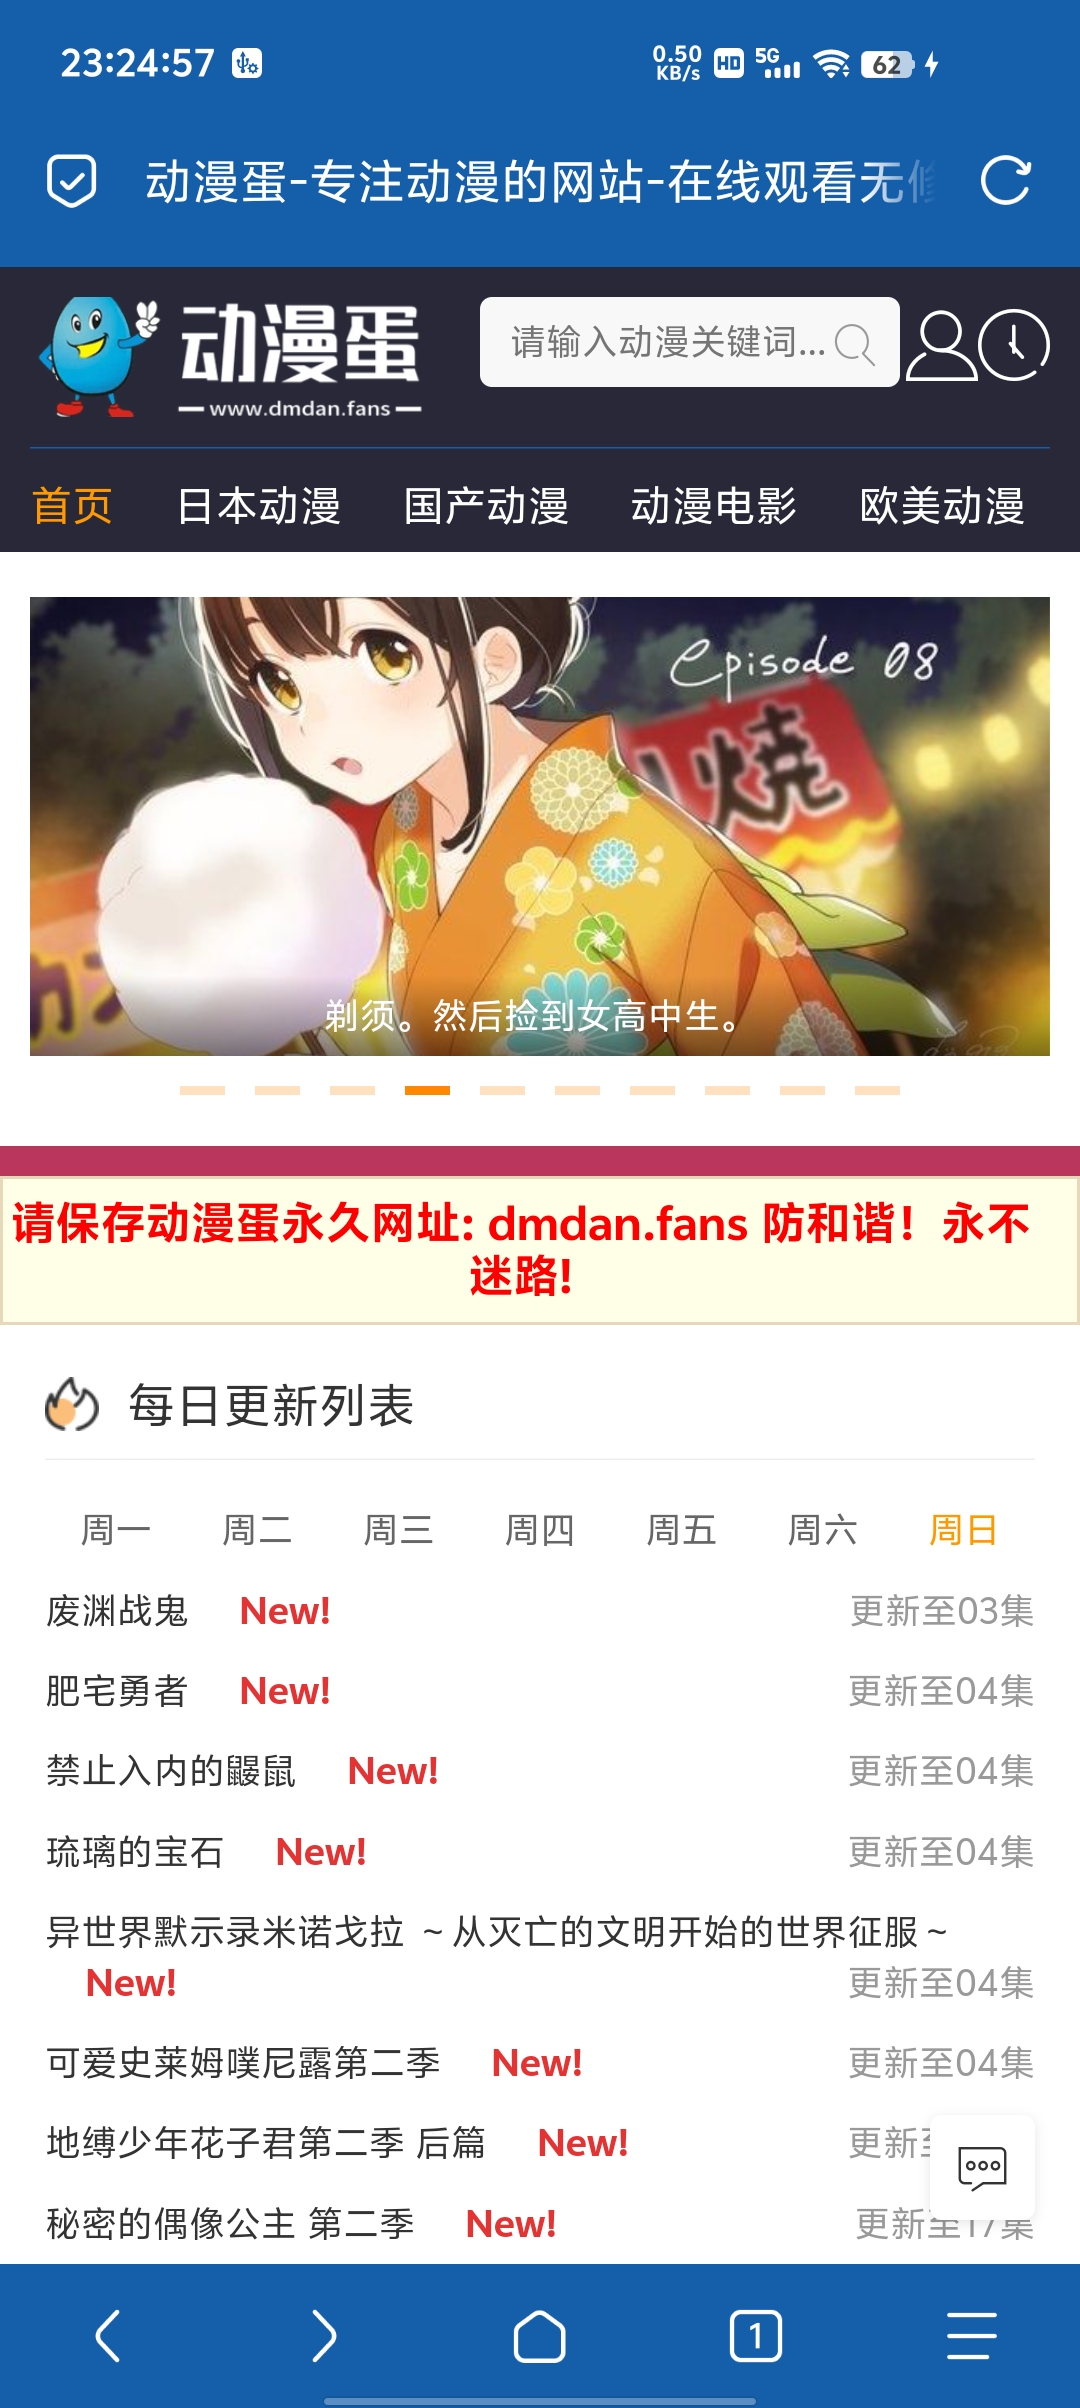 23:24:57
0.50 KB/s HD 5G 62
动漫蛋-专注动漫的网站-在线观看无修
动漫蛋
www.dmdan.fans
请输入动漫关键词...
首页 日本动漫 国产动漫 动漫电影 欧美动漫
Episode 08
焼
剃须。然后捡到女高中生。
请保存动漫蛋永久网址: dmdan.fans 防和谐！永不
迷路!
每日更新列表
周一 周二 周三 周四 周五 周六 周日
废渊战鬼 New! 更新至03集
肥宅勇者 New! 更新至04集
禁止入内的鼹鼠 New! 更新至04集
琉璃的宝石 New! 更新至04集
异世界默示录米诺戈拉 ~从灭亡的文明开始的世界征服~
New! 更新至04集
可爱史莱姆噗尼露第二季 New! 更新至04集
地缚少年花子君第二季 后篇 New! 更新
秘密的偶像公主 第二季 New! 更新至17集
1